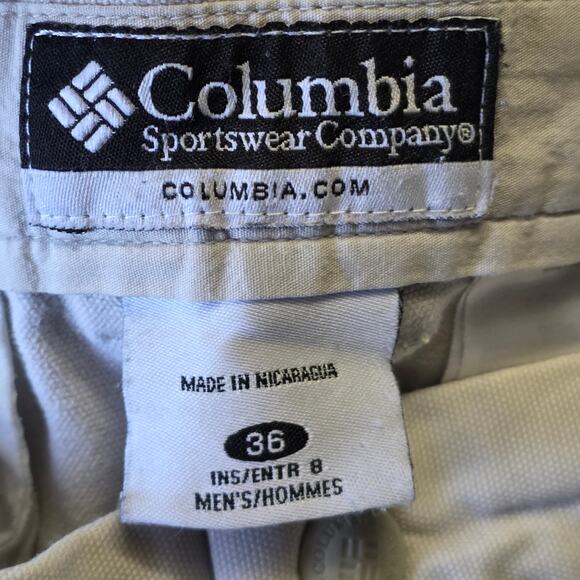 Columbia
Sportswear Company®
COLUMBIA.COM
MADE IN NICARAGUA
36
INS/ENTR 8
MEN'S/HOMMES